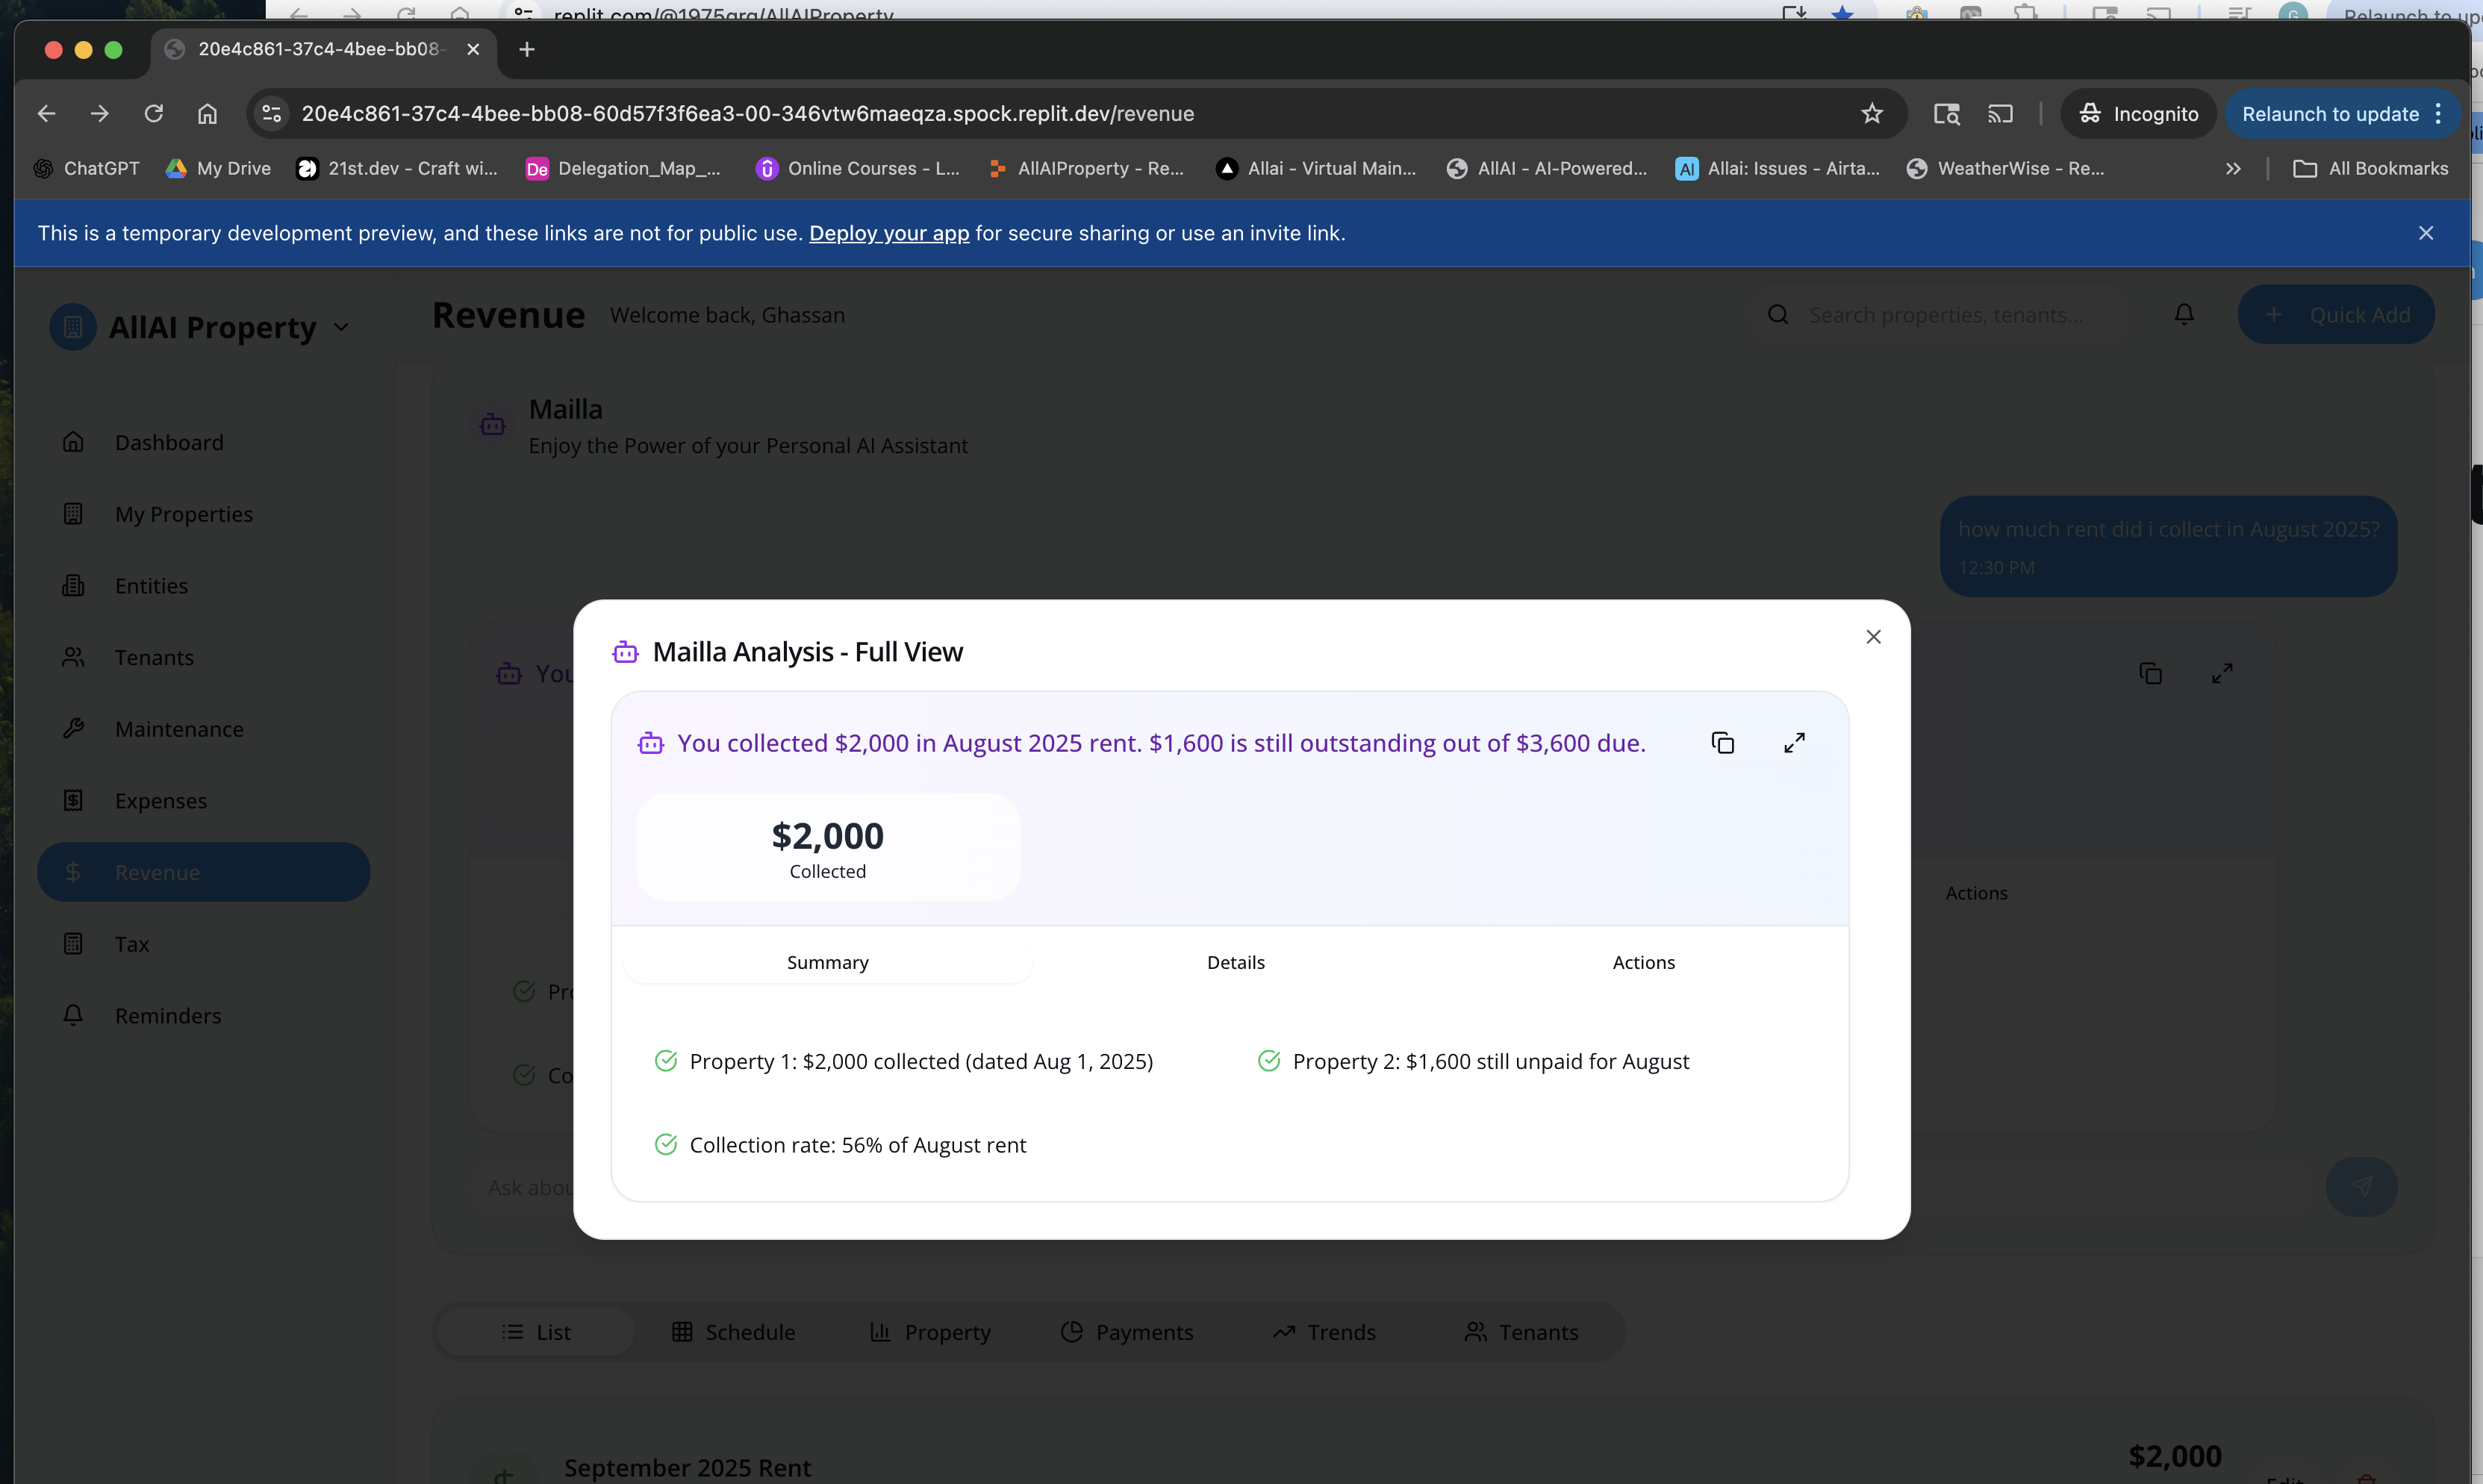 replit.com/@1975grg/AllAIProperty
20e4c861-37c4-4bee-bb08-
20e4c861-37c4-4bee-bb08-60d57f3f6ea3-00-346vtw6maeqza.spock.replit.dev/revenue
Incognito
Relaunch to update
ChatGPT
My Drive
21st.dev - Craft wi...
De
Delegation_Map_...
Online Courses - L...
AllAIProperty - Re...
Allai - Virtual Main...
AllAI - AI-Powered...
AI
Allai: Issues - Airta...
WeatherWise - Re...
All Bookmarks
This is a temporary development preview, and these links are not for public use. Deploy your app for secure sharing or use an invite link.
AllAI Property
Revenue
Welcome back, Ghassan
Search properties, tenants...
Quick Add
Dashboard
My Properties
Entities
Tenants
Maintenance
Expenses
Revenue
Tax
Reminders
Mailla
Enjoy the Power of your Personal AI Assistant
how much rent did i collect in August 2025?
12:30 PM
You
Actions
Mailla Analysis - Full View
You collected $2,000 in August 2025 rent. $1,600 is still outstanding out of $3,600 due.
$2,000
Collected
Summary
Details
Actions
Property 1: $2,000 collected (dated Aug 1, 2025)
Property 2: $1,600 still unpaid for August
Collection rate: 56% of August rent
List
Schedule
Property
Payments
Trends
Tenants
September 2025 Rent
$2,000
Edit